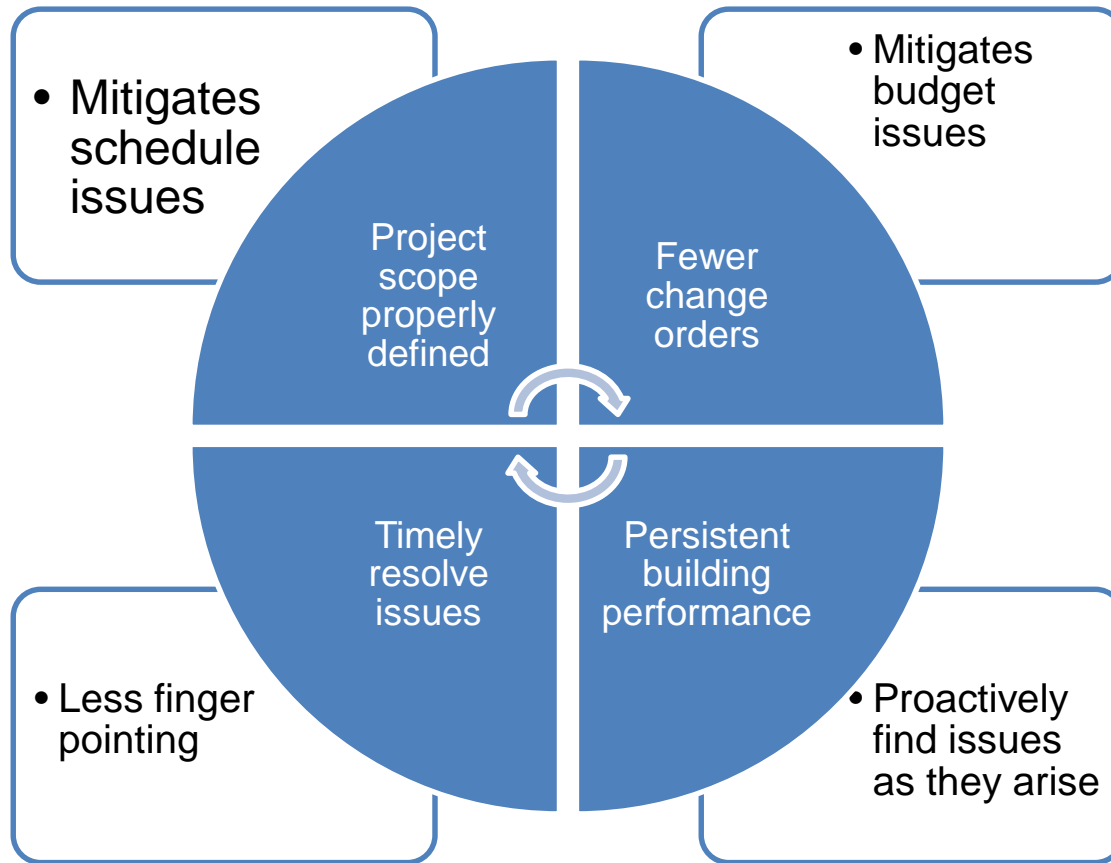 • Mitigates
schedule
issues
• Mitigates
budget
issues
Project
scope
properly
defined
Fewer
change
orders
Timely
resolve
issues
Persistent
building
performance
• Less finger
pointing
• Proactively
find issues
as they arise